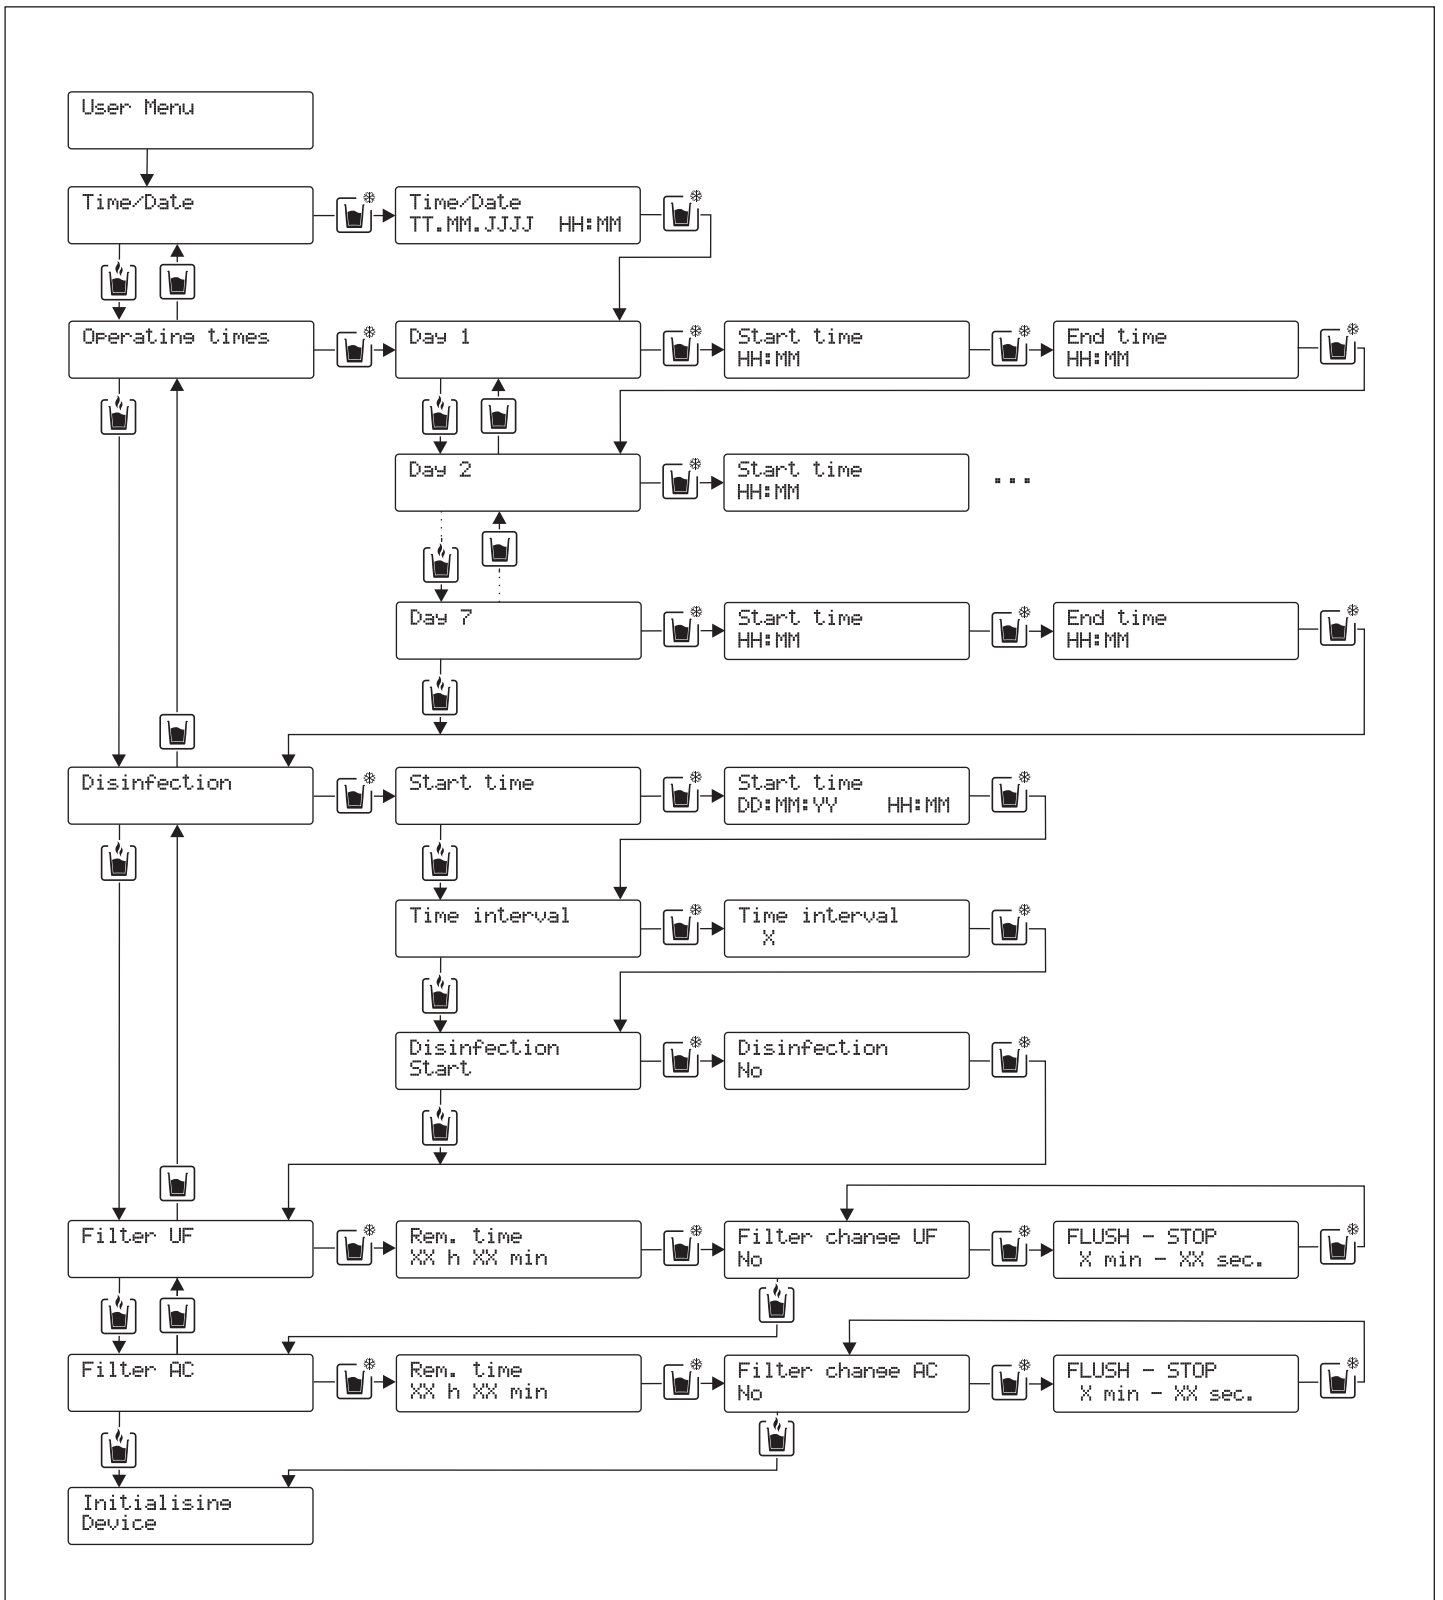 User Menu
Time/Date
Time/Date
TT.MM.JJJJ HH:MM
Operating times
Day 1
Start time
HH:MM
End time
HH:MM
Day 2
Start time
HH:MM
...
Day 7
Start time
HH:MM
End time
HH:MM
Disinfection
Start time
Start time
DD:MM:YY HH:MM
Time interval
Time interval
X
Disinfection
Start
Disinfection
No
Filter UF
Rem. time
XX h XX min
Filter change UF
No
FLUSH - STOP
X min - XX sec.
Filter AC
Rem. time
XX h XX min
Filter change AC
No
FLUSH - STOP
X min - XX sec.
Initialising
Device